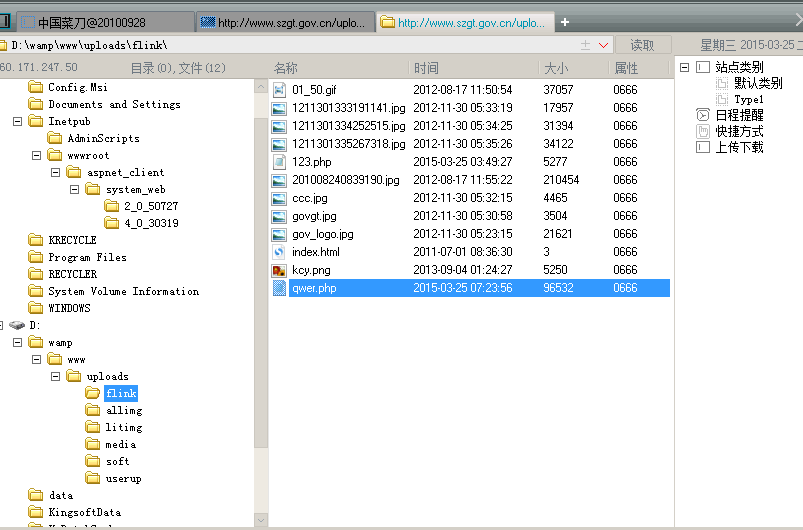 中国菜刀@20100928
http://www.szgt.gov.cn/uplo...
http://www.szgt.gov.cn/uplo...
D:\wamp\www\uploads\flink\
读取
星期三 2015-03-25 二
60.171.247.50
目录(0),文件(12)
名称 时间 大小 属性
Config.Msi
Documents and Settings
Inetpub
AdminScripts
wwwroot
aspnet_client
system_web
2_0_50727
4_0_30319
KRECYCLE
Program Files
RECYCLER
System Volume Information
WINDOWS
D:
wamp
www
uploads
flink
allimg
litimg
media
soft
userup
data
KingsoftData
01_50.gif 2012-08-17 11:50:54 37057 0666
1211301333191141.jpg 2012-11-30 05:33:19 17957 0666
1211301334252515.jpg 2012-11-30 05:34:25 31394 0666
1211301335267318.jpg 2012-11-30 05:35:26 34122 0666
123.php 2015-03-25 03:49:27 5277 0666
201008240839190.jpg 2012-08-17 11:55:22 210454 0666
ccc.jpg 2012-11-30 05:32:15 4465 0666
govgt.jpg 2012-11-30 05:30:58 3504 0666
gov_logo.jpg 2012-11-30 05:23:15 21621 0666
index.html 2011-07-01 08:36:30 3 0666
kcy.png 2013-09-04 01:24:27 5250 0666
qwer.php 2015-03-25 07:23:56 96532 0666
站点类别
默认类别
Type1
日程提醒
快捷方式
上传下载